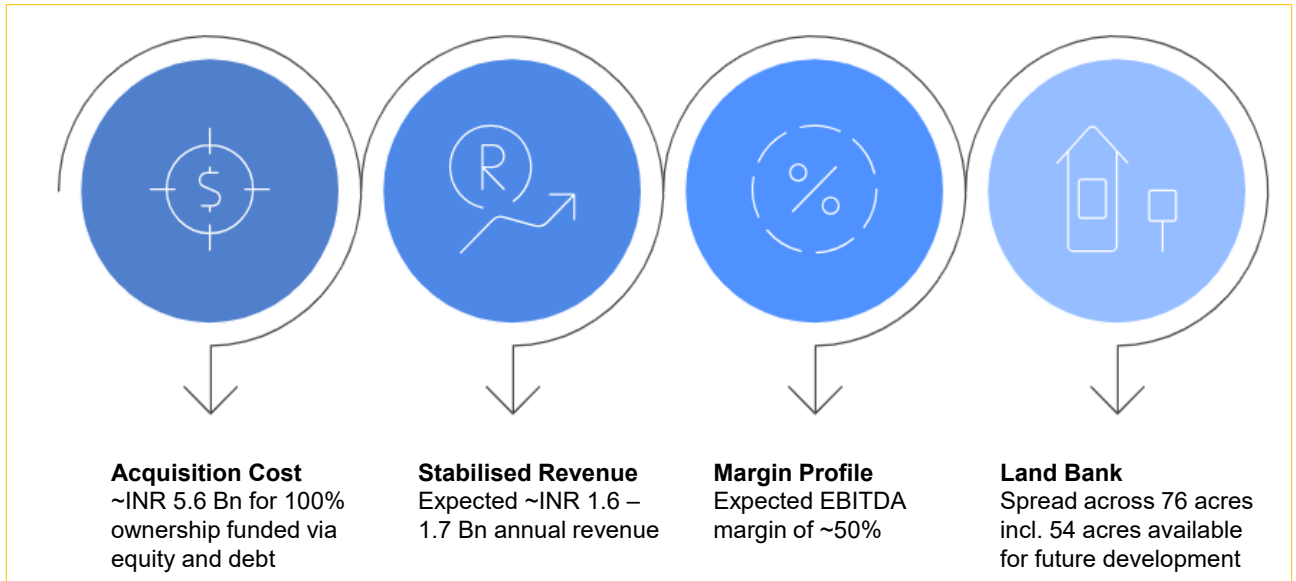 $
R
%
Acquisition Cost
~INR 5.6 Bn for 100%
ownership funded via
equity and debt
Stabilised Revenue
Expected ~INR 1.6 –
1.7 Bn annual revenue
Margin Profile
Expected EBITDA
margin of ~50%
Land Bank
Spread across 76 acres
incl. 54 acres available
for future development